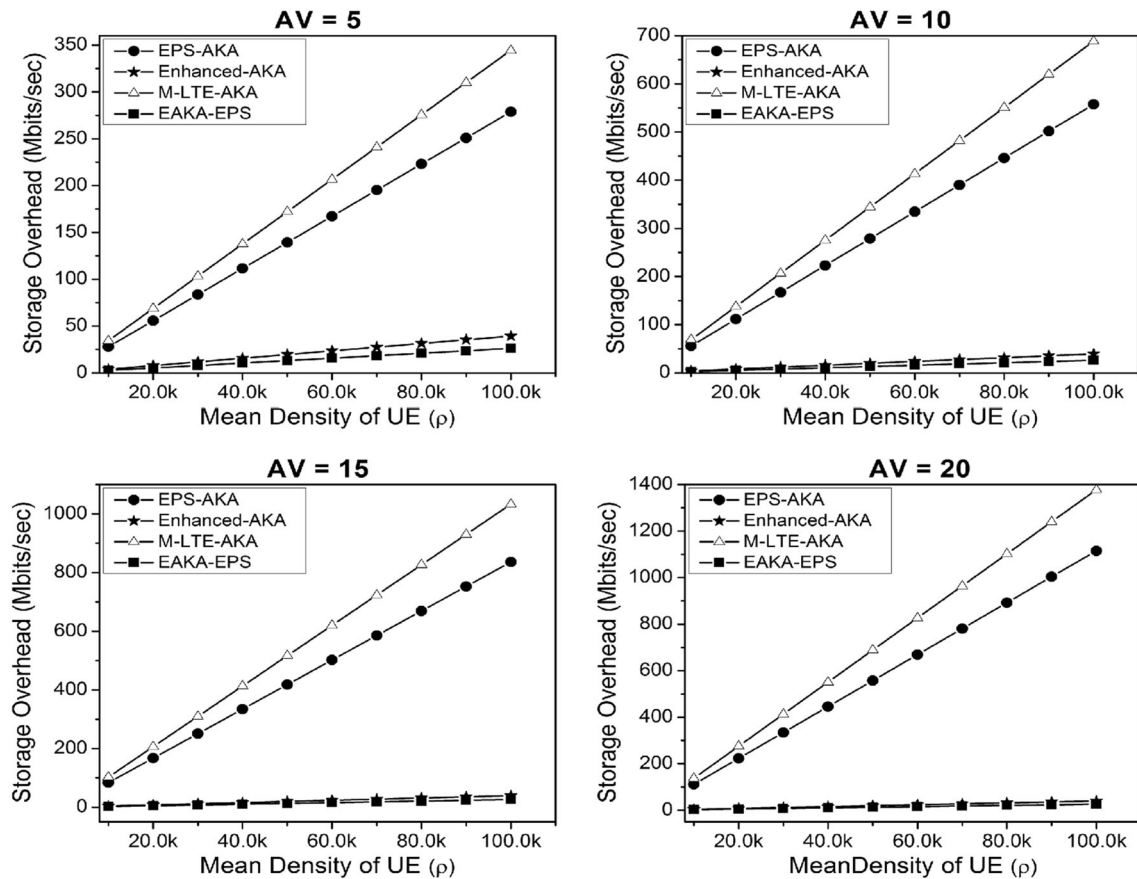 AV = 5
Storage Overhead (Mbits/sec)
350
300
250
200
150
100
50
0
EPS-AKA
Enhanced-AKA
M-LTE-AKA
EAKA-EPS
20.0k 40.0k 60.0k 80.0k 100.0k
Mean Density of UE (ρ)
AV = 10
Storage Overhead (Mbits/sec)
700
600
500
400
300
200
100
0
EPS-AKA
Enhanced-AKA
M-LTE-AKA
EAKA-EPS
20.0k 40.0k 60.0k 80.0k 100.0k
Mean Density of UE (ρ)
AV = 15
Storage Overhead (Mbits/sec)
1000
800
600
400
200
0
EPS-AKA
Enhanced-AKA
M-LTE-AKA
EAKA-EPS
20.0k 40.0k 60.0k 80.0k 100.0k
Mean Density of UE (ρ)
AV = 20
Storage Overhead (Mbits/sec)
1400
1200
1000
800
600
400
200
0
EPS-AKA
Enhanced-AKA
M-LTE-AKA
EAKA-EPS
20.0k 40.0k 60.0k 80.0k 100.0k
MeanDensity of UE (ρ)